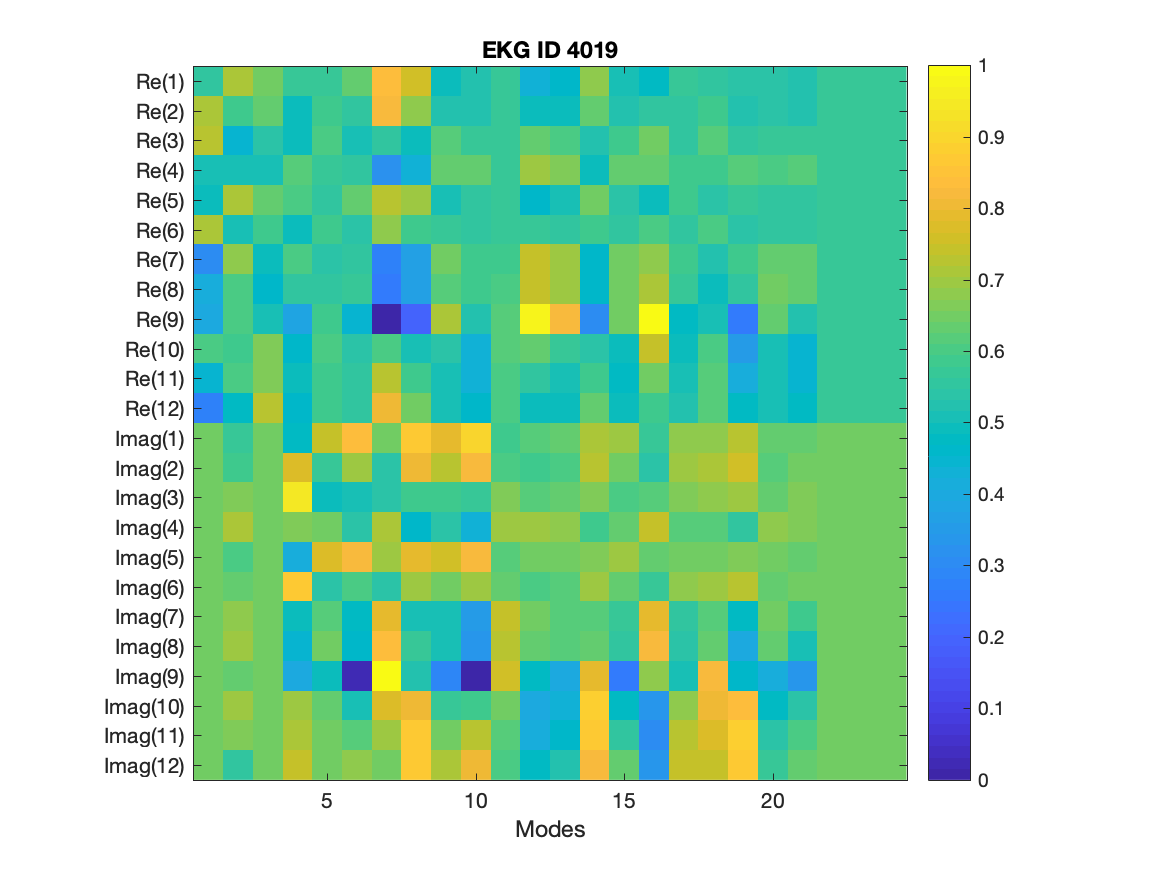 EKG ID 4019
Re(1)
Re(2)
Re(3)
Re(4)
Re(5)
Re(6)
Re(7)
Re(8)
Re(9)
Re(10)
Re(11)
Re(12)
Imag(1)
Imag(2)
Imag(3)
Imag(4)
Imag(5)
Imag(6)
Imag(7)
Imag(8)
Imag(9)
Imag(10)
Imag(11)
Imag(12)
5 10 15 20
Modes
1
0.9
0.8
0.7
0.6
0.5
0.4
0.3
0.2
0.1
0